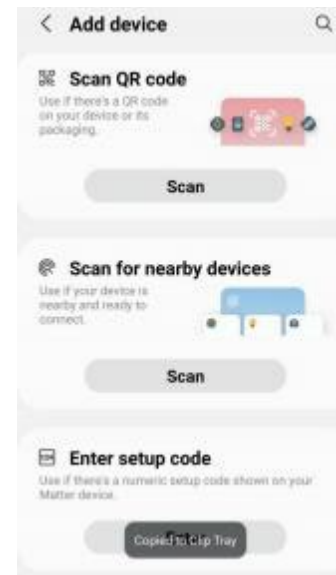 Add device
Scan QR code
Use if there's a QR code
on your device or its
packaging.
Scan
Scan for nearby devices
Use if your device is
nearby and ready to
connect.
Scan
Enter setup code
Use if there's a numeric setup code shown on your
Matter device.
Copied to Clip Tray